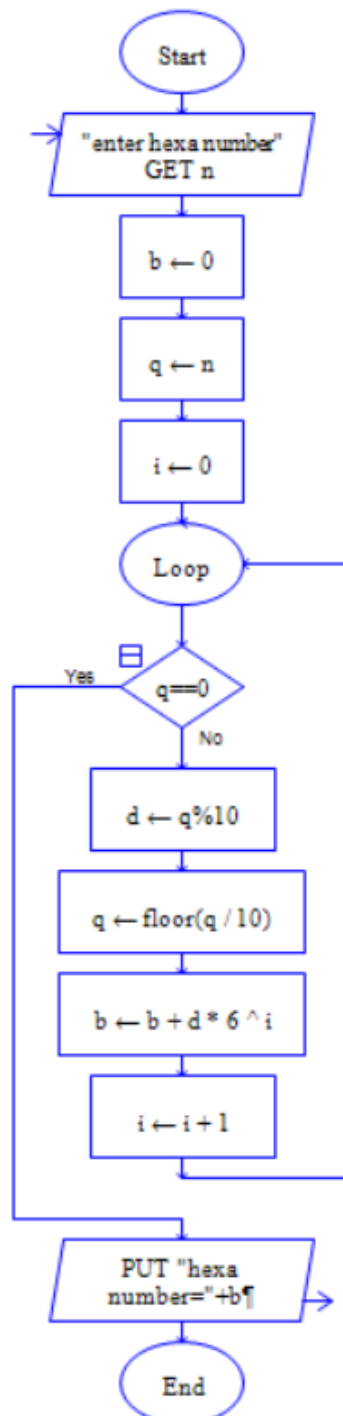 Start
"enter hexa number"
GET n
b ← 0
q ← n
i ← 0
Loop
Yes
q==0
No
d ← q%10
q ← floor(q / 10)
b ← b + d * 6 ^ i
i ← i + 1
PUT "hexa
number="+b¶
End